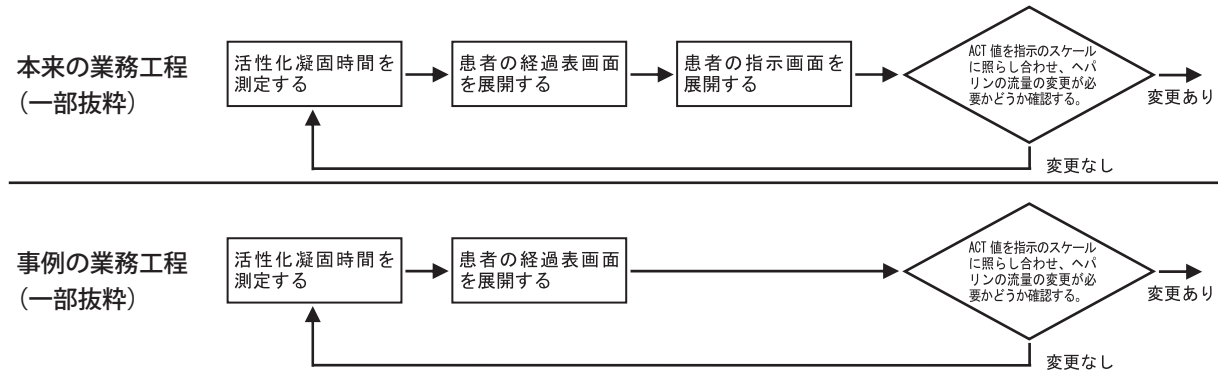 本来の業務工程
（一部抜粋）
活性化凝固時間を
測定する
患者の経過表画面
を展開する
患者の指示画面を
展開する
ACT 値を指示のスケール
に照らし合わせ、ヘパ
リンの流量の変更が必
要かどうか確認する。
変更あり
変更なし
事例の業務工程
（一部抜粋）
活性化凝固時間を
測定する
患者の経過表画面
を展開する
ACT 値を指示のスケール
に照らし合わせ、ヘパ
リンの流量の変更が必
要かどうか確認する。
変更あり
変更なし